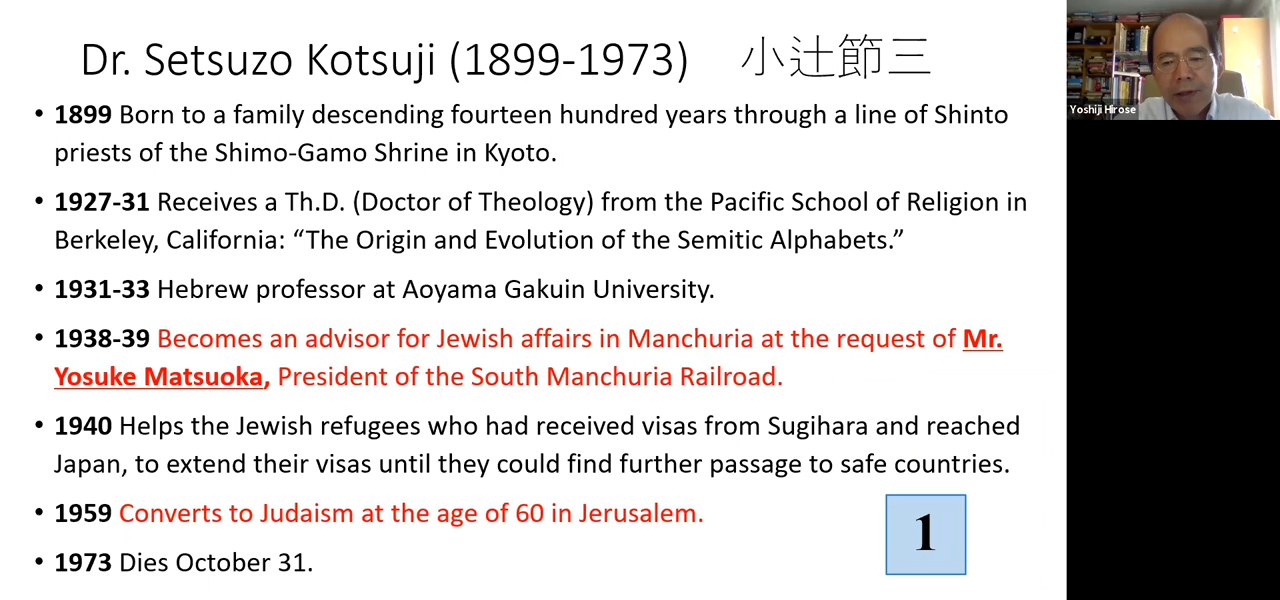 Dr. Setsuzo Kotsuji (1899-1973) 小辻節三
• 1899 Born to a family descending fourteen hundred years through a line of Shinto
priests of the Shimo-Gamo Shrine in Kyoto.
• 1927-31 Receives a Th.D. (Doctor of Theology) from the Pacific School of Religion in
Berkeley, California: “The Origin and Evolution of the Semitic Alphabets.”
• 1931-33 Hebrew professor at Aoyama Gakuin University.
• 1938-39 Becomes an advisor for Jewish affairs in Manchuria at the request of Mr.
Yosuke Matsuoka, President of the South Manchuria Railroad.
• 1940 Helps the Jewish refugees who had received visas from Sugihara and reached
Japan, to extend their visas until they could find further passage to safe countries.
• 1959 Converts to Judaism at the age of 60 in Jerusalem.
• 1973 Dies October 31.
1
Yoshiji Hirose